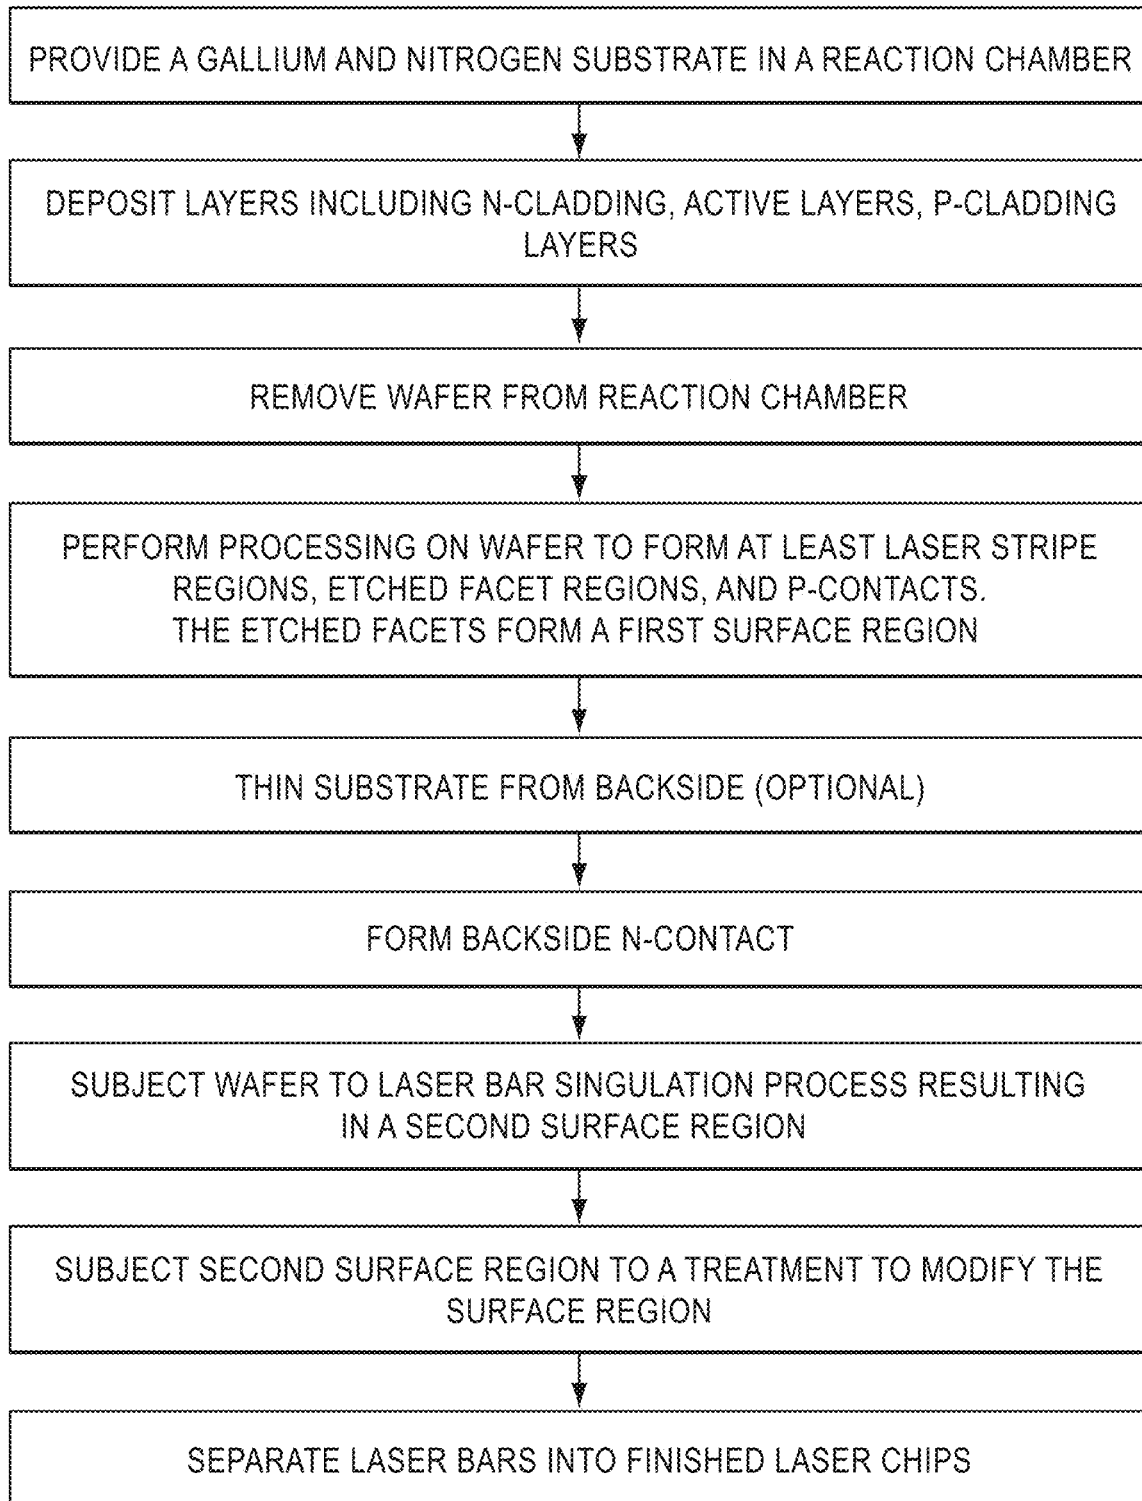 PROVIDE A GALLIUM AND NITROGEN SUBSTRATE IN A REACTION CHAMBER
DEPOSIT LAYERS INCLUDING N-CLADDING, ACTIVE LAYERS, P-CLADDING
LAYERS
REMOVE WAFER FROM REACTION CHAMBER
PERFORM PROCESSING ON WAFER TO FORM AT LEAST LASER STRIPE
REGIONS, ETCHED FACET REGIONS, AND P-CONTACTS.
THE ETCHED FACETS FORM A FIRST SURFACE REGION
THIN SUBSTRATE FROM BACKSIDE (OPTIONAL)
FORM BACKSIDE N-CONTACT
SUBJECT WAFER TO LASER BAR SINGULATION PROCESS RESULTING
IN A SECOND SURFACE REGION
SUBJECT SECOND SURFACE REGION TO A TREATMENT TO MODIFY THE
SURFACE REGION
SEPARATE LASER BARS INTO FINISHED LASER CHIPS